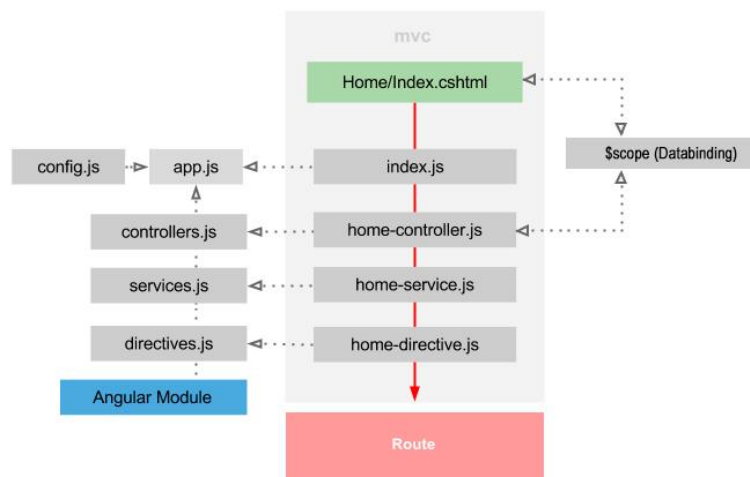 mvc
Home/Index.cshtml
$scope (Databinding)
config.js
app.js
index.js
controllers.js
home-controller.js
services.js
home-service.js
directives.js
home-directive.js
Angular Module
Route